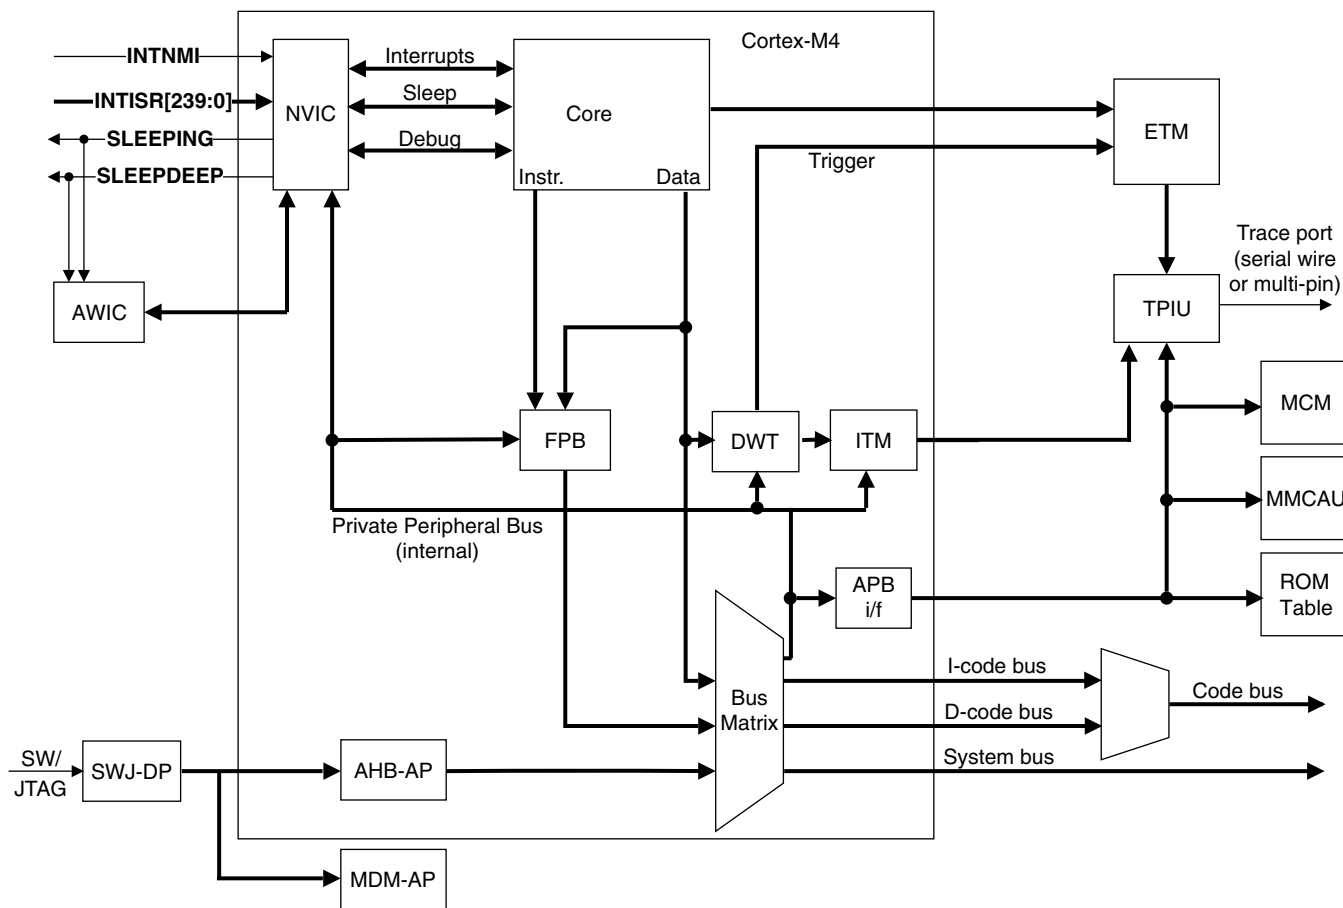 Cortex-M4
INTNMI
INTISR[239:0]
SLEEPING
SLEEPDEEP
NVIC
Interrupts
Sleep
Debug
Core
Instr.
Data
Trigger
ETM
AWIC
Trace port
(serial wire
or multi-pin)
TPIU
MCM
FPB
DWT
ITM
MMCAU
Private Peripheral Bus
(internal)
APB
i/f
ROM
Table
Bus
Matrix
I-code bus
D-code bus
Code bus
System bus
SW/
JTAG
SWJ-DP
AHB-AP
MDM-AP